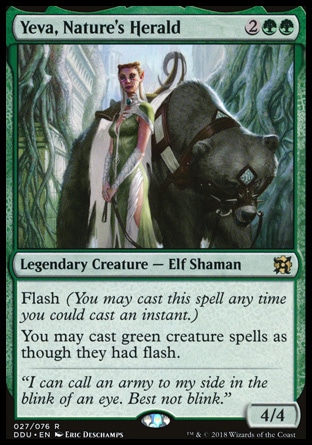 Yeva, Nature's Herald 2
Legendary Creature — Elf Shaman
Flash (You may cast this spell any time
you could cast an instant.)
You may cast green creature spells as
though they had flash.
"I can call an army to my side in the
blink of an eye. Best not blink."
4/4
027/076 R
DDU • EN Eric Deschamps
™ & © 2018 Wizards of the Coast